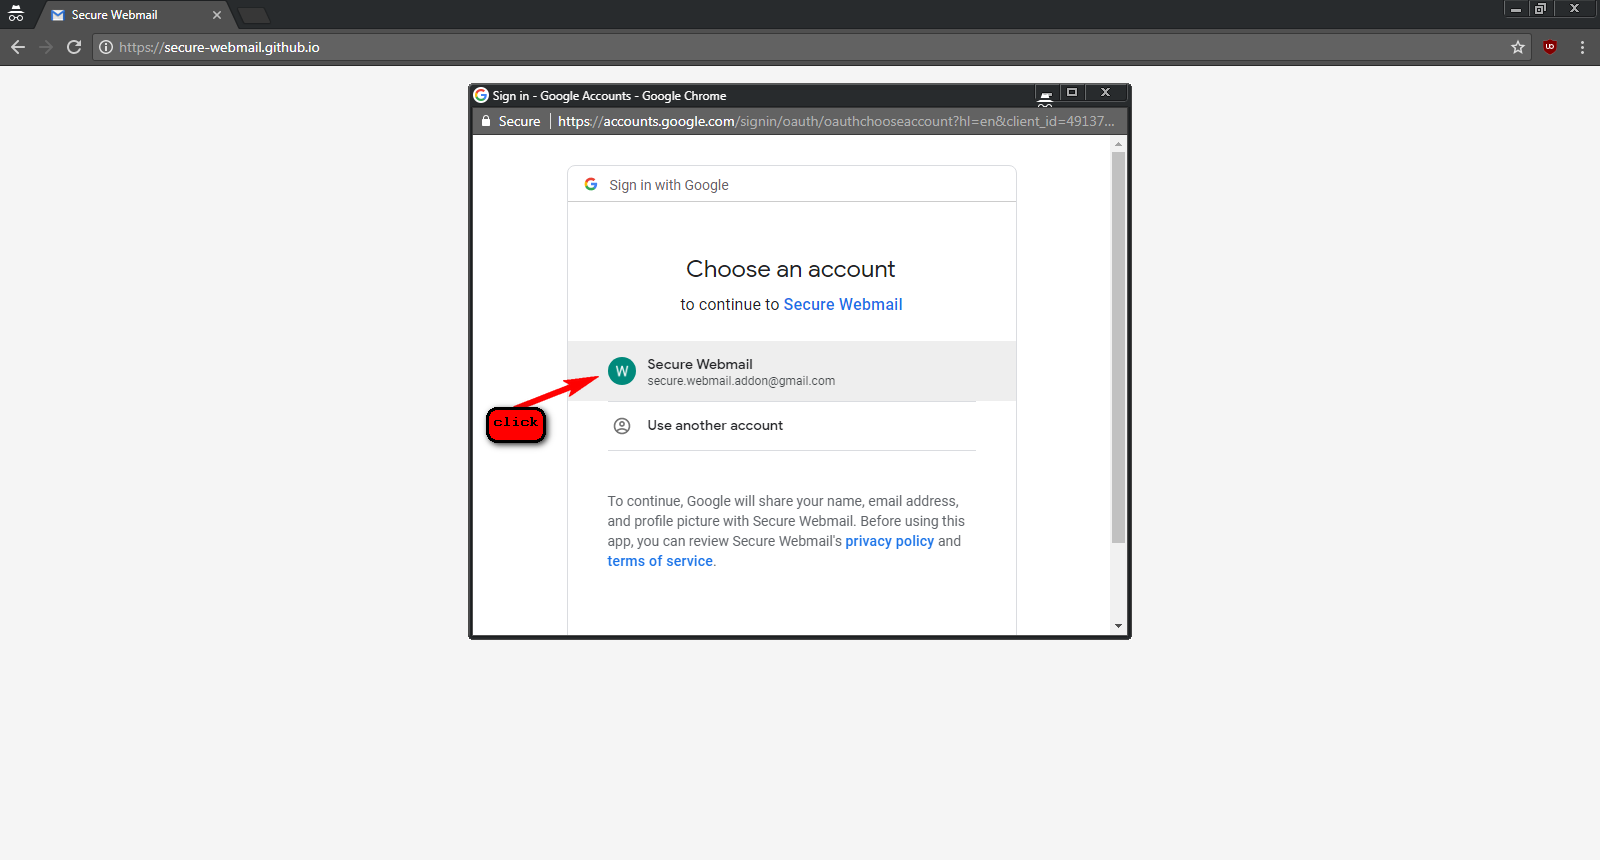 Secure Webmail
https://secure-webmail.github.io
Sign in - Google Accounts - Google Chrome
Secure
https://accounts.google.com/signin/oauth/oauthchooseaccount?hl=en&client_id=49137...
G Sign in with Google
Choose an account
to continue to Secure Webmail
W
Secure Webmail
secure.webmail.addon@gmail.com
click
Use another account
To continue, Google will share your name, email address,
and profile picture with Secure Webmail. Before using this
app, you can review Secure Webmail's privacy policy and
terms of service.